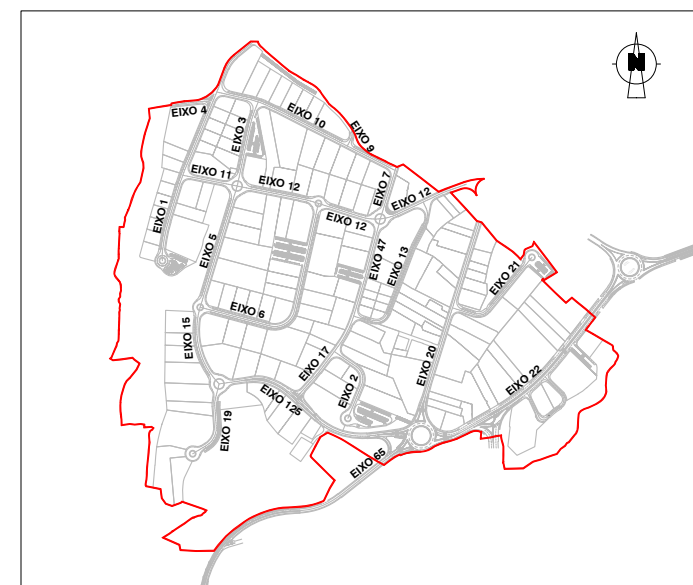 N
EIXO 4
EIXO 3
EIXO 10
EIXO 9
EIXO 11
EIXO 12
EIXO 7
EIXO 12
EIXO 12
EIXO 1
EIXO 5
EIXO 47
EIXO 13
EIXO 21
EIXO 6
EIXO 15
EIXO 17
EIXO 20
EIXO 22
EIXO 2
EIXO 125
EIXO 19
EIXO 65